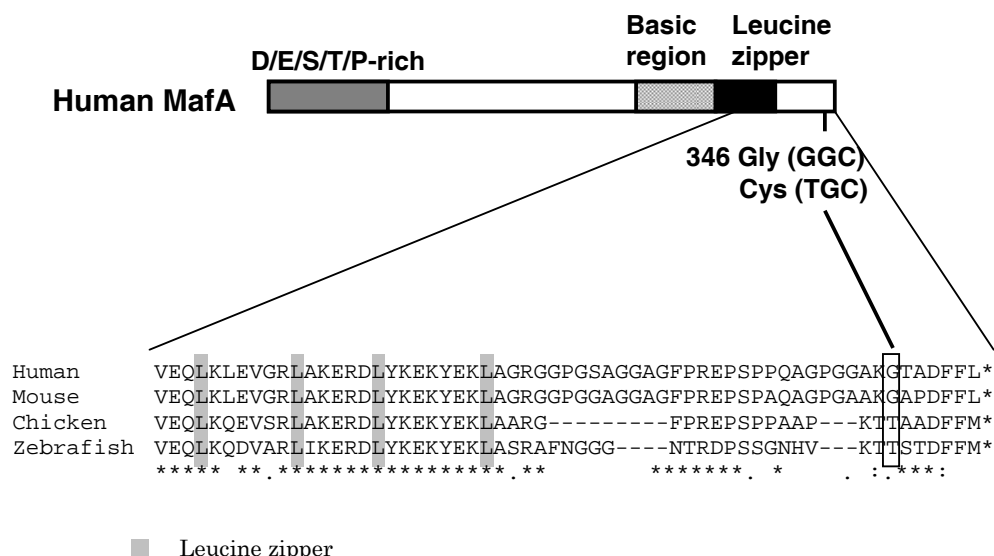 Basic region
Leucine zipper
D/E/S/T/P-rich
Human MafA
346 Gly (GGC)
Cys (TGC)
Human VEQLKLEVGRLAKERDLYKEKYEKLAGRGGPGSAGGAGFPREPSPPQAGPGGAKGTADFFL*
Mouse VEQLKLEVGRLAKERDLYKEKYEKLAGRGGPGGAGGAGFPREPSPAQAGPGAAKGAPDFFL*
Chicken VEQLKQEVSRLAKERDLYKEKYEKLAARG---------FPREPSPPAAP---KTTAADFFM*
Zebrafish VEQLKQDVARLIKERDLYKEKYEKLASRAFNGGG----NTRDPSSGNHV---KTTSTDFFM*
***** **.*****************.** *******. * . :.***:
Leucine zipper